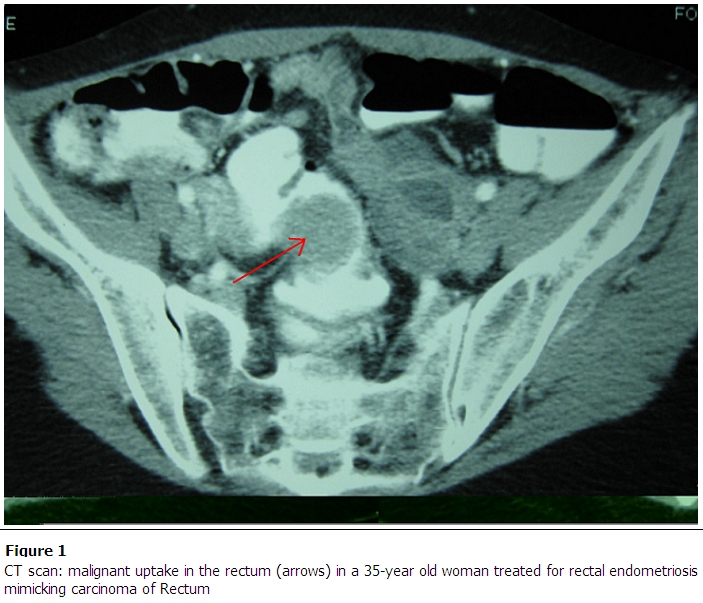 E
FO
Figure 1
CT scan: malignant uptake in the rectum (arrows) in a 35-year old woman treated for rectal endometriosis
mimicking carcinoma of Rectum